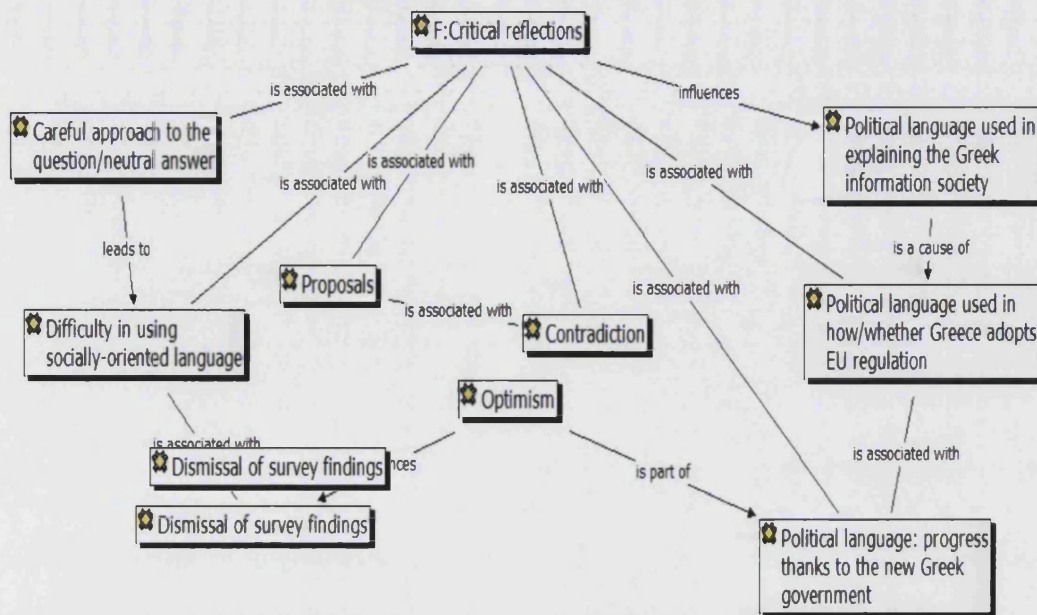 F:Critical reflections
is associated with
influences
Careful approach to the
question/neutral answer
Political language used in
explaining the Greek
information society
is associated with
is associated with
is associated with
is associated with
leads to
is a cause of
Proposals
is associated with
is associated with
Difficulty in using
socially-oriented language
Contradiction
Political language used in
how/whether Greece adopts
EU regulation
Optimism
is associated with
Dismissal of survey findings
is part of
is associated with
Dismissal of survey findings
Political language: progress
thanks to the new Greek
government